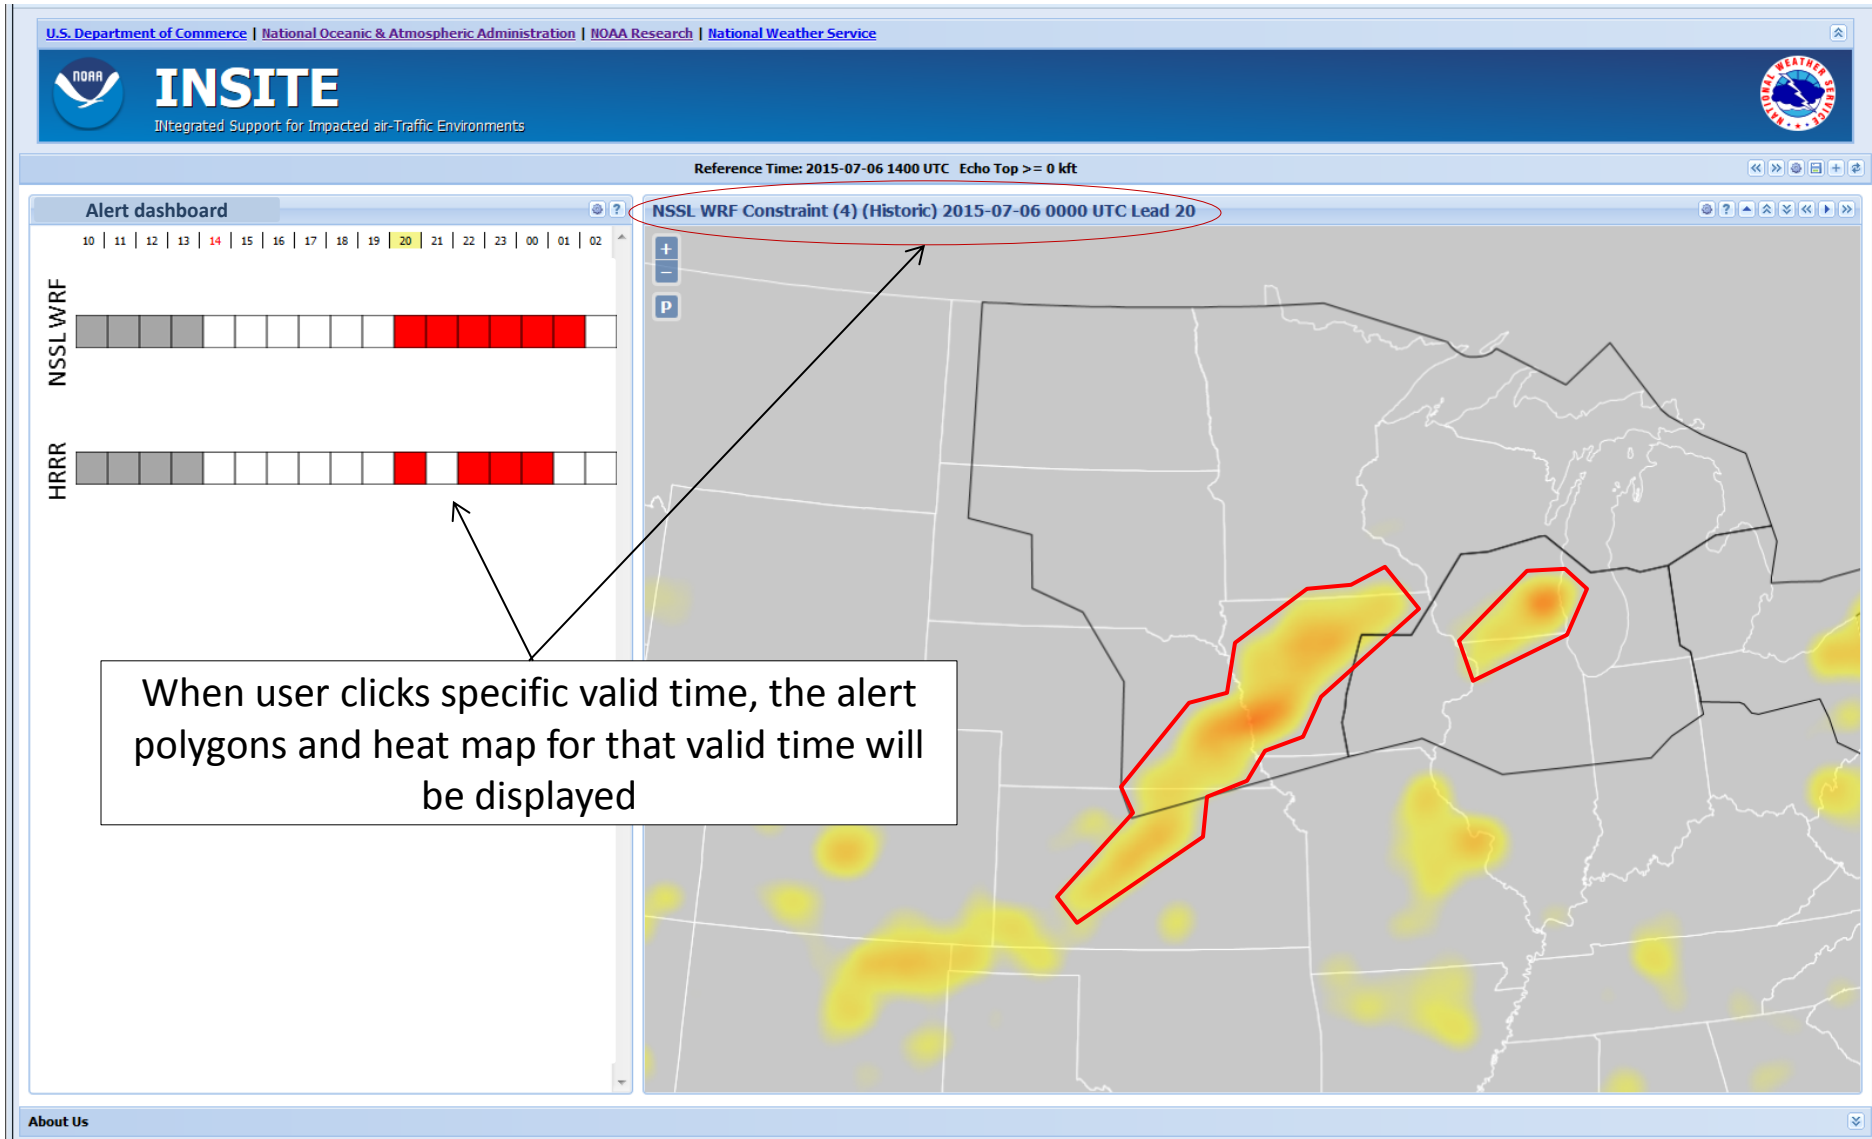 U.S. Department of Commerce | National Oceanic & Atmospheric Administration | NOAA Research | National Weather Service
NOAA
INSITE
INtegrated Support for Impacted air-Traffic Environments
NATIONAL WEATHER SERVICE
Reference Time: 2015-07-06 1400 UTC Echo Top >= 0 kft
Alert dashboard
NSSL WRF Constraint (4) (Historic) 2015-07-06 0000 UTC Lead 20
10 | 11 | 12 | 13 | 14 | 15 | 16 | 17 | 18 | 19 | 20 | 21 | 22 | 23 | 00 | 01 | 02
+
−
P
NSSL WRF
HRRR
When user clicks specific valid time, the alert
polygons and heat map for that valid time will
be displayed
About Us